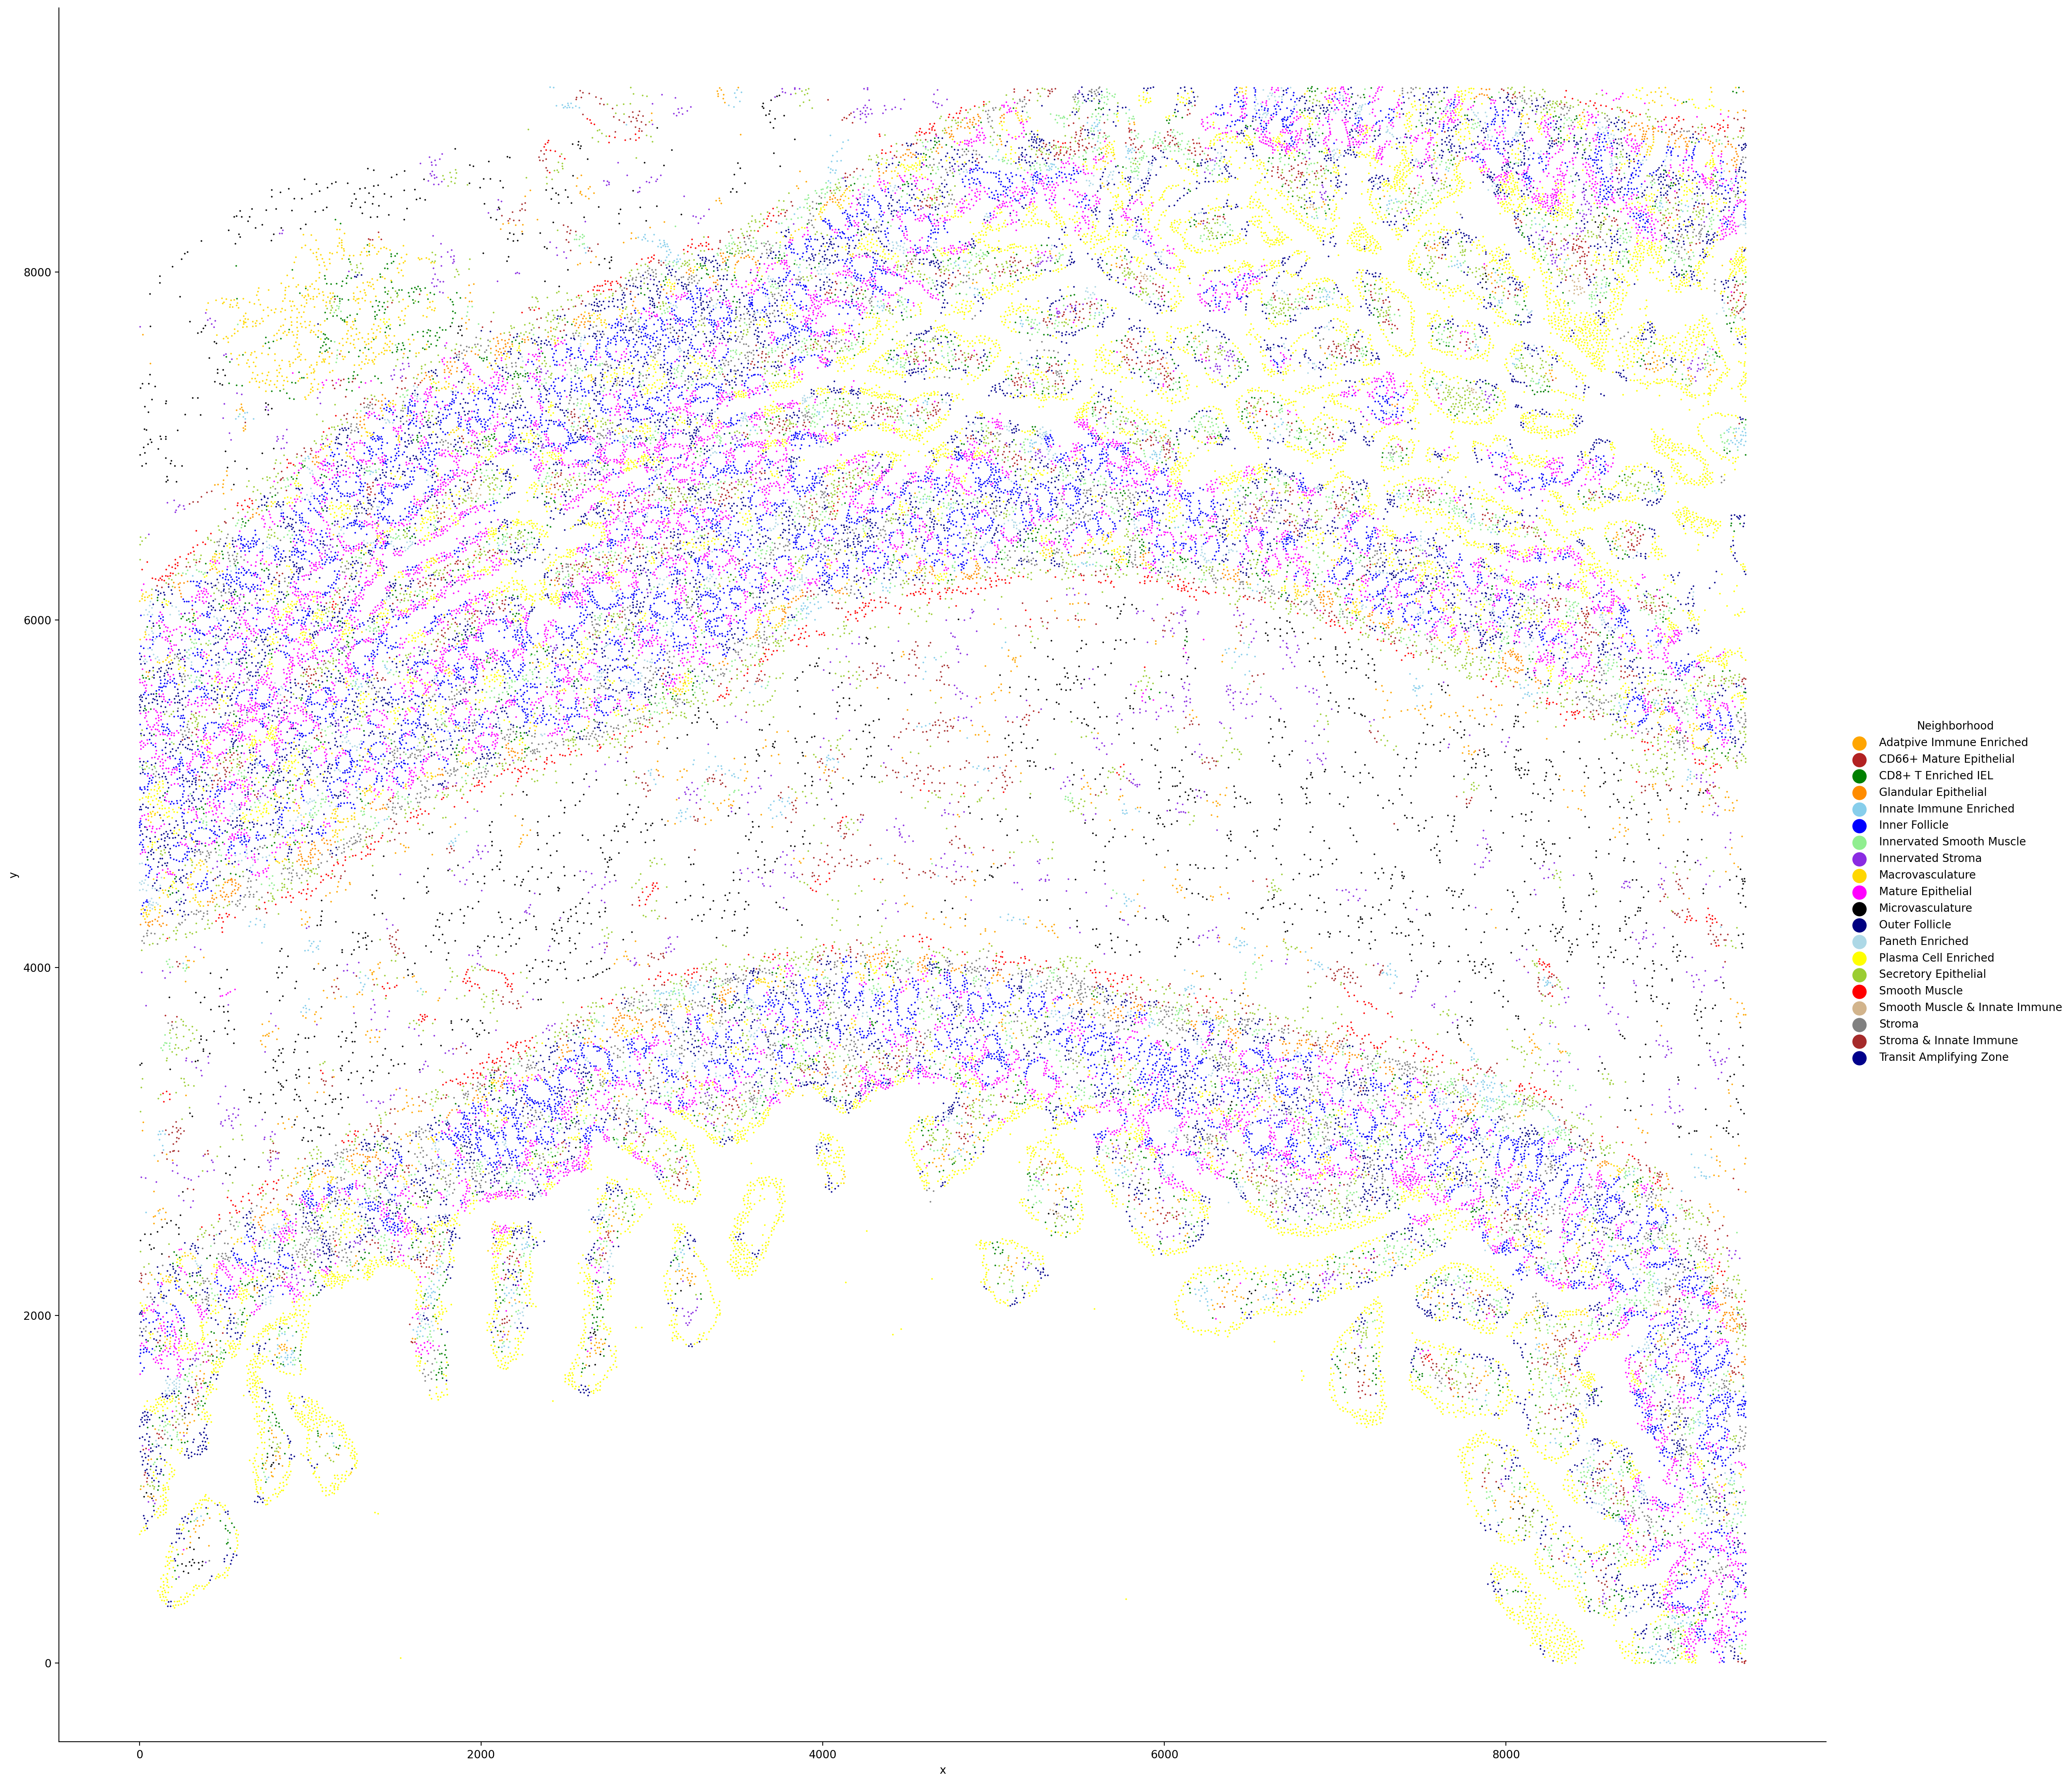 8000
6000
4000
2000
0
y
0 2000 4000 6000 8000
x
Neighborhood
Adatpive Immune Enriched
CD66+ Mature Epithelial
CD8+ T Enriched IEL
Glandular Epithelial
Innate Immune Enriched
Inner Follicle
Innervated Smooth Muscle
Innervated Stroma
Macrovasculature
Mature Epithelial
Microvasculature
Outer Follicle
Paneth Enriched
Plasma Cell Enriched
Secretory Epithelial
Smooth Muscle
Smooth Muscle & Innate Immune
Stroma
Stroma & Innate Immune
Transit Amplifying Zone